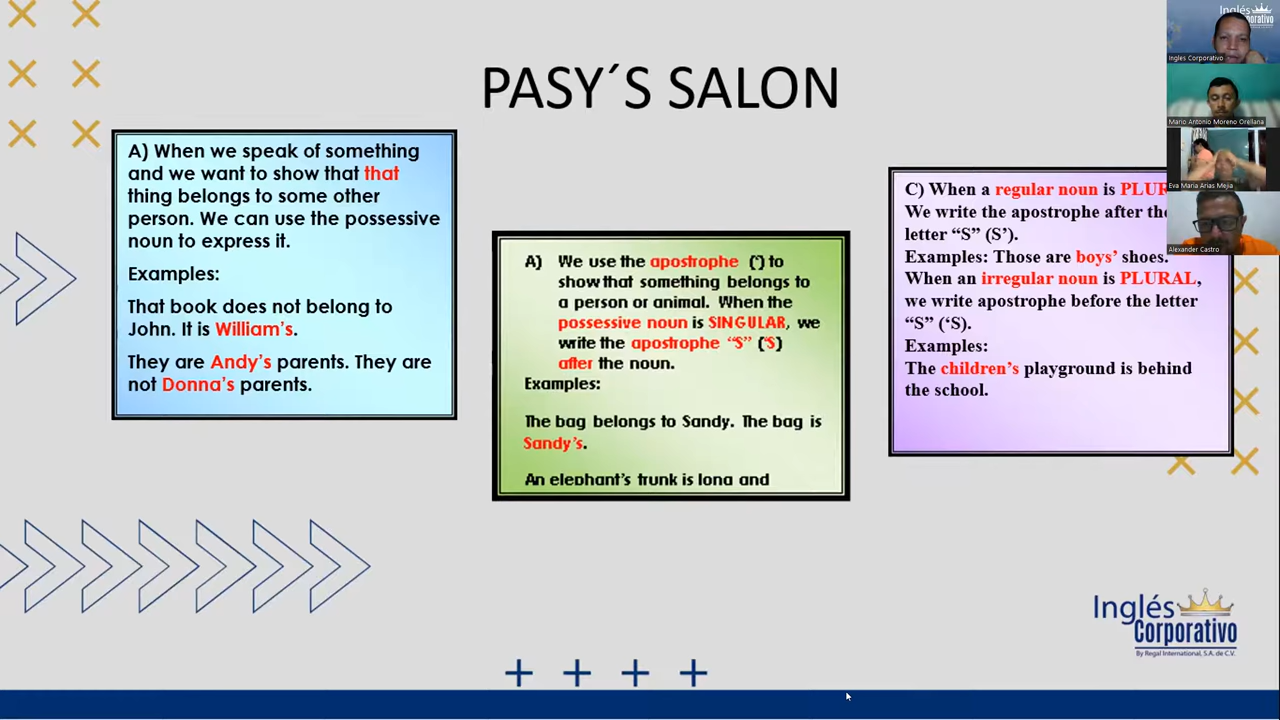 PASY´S SALON
A) When we speak of something
and we want to show that that
thing belongs to some other
person. We can use the possessive
noun to express it.
Examples:
That book does not belong to
John. It is William’s.
They are Andy’s parents. They are
not Donna’s parents.
A) We use the apostrophe (’) to
show that something belongs to
a person or animal. When the
possessive noun is SINGULAR, we
write the apostrophe “S” (‘S)
after the noun.
Examples:
The bag belongs to Sandy. The bag is
Sandy’s.
An elephant’s trunk is long and
C) When a regular noun is
We write the apostrophe after the
letter “S” (S’).
Examples: Those are boys’ shoes.
When an irregular noun is PLURAL,
we write apostrophe before the letter
“S” (‘S).
Examples:
The children’s playground is behind
the school.
Inglés
Ingles Corporativo
Mario Antonio Moreno Orellana
Eva Maria Arias Mejia
Alexander Castro
Inglés
Corporativo
By Regal International, S.A. de C.V.